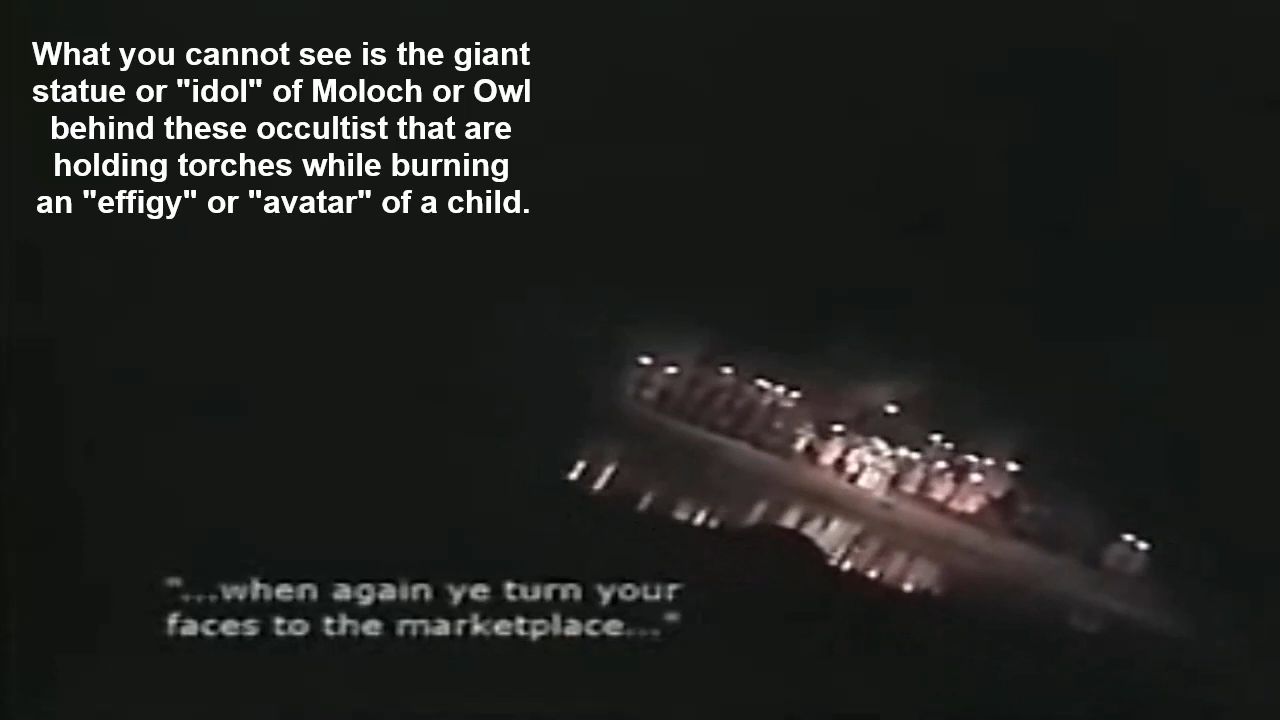 What you cannot see is the giant
statue or "idol" of Moloch or Owl
behind these occultist that are
holding torches while burning
an "effigy" or "avatar" of a child.
"...when again ye turn your
faces to the marketplace..."